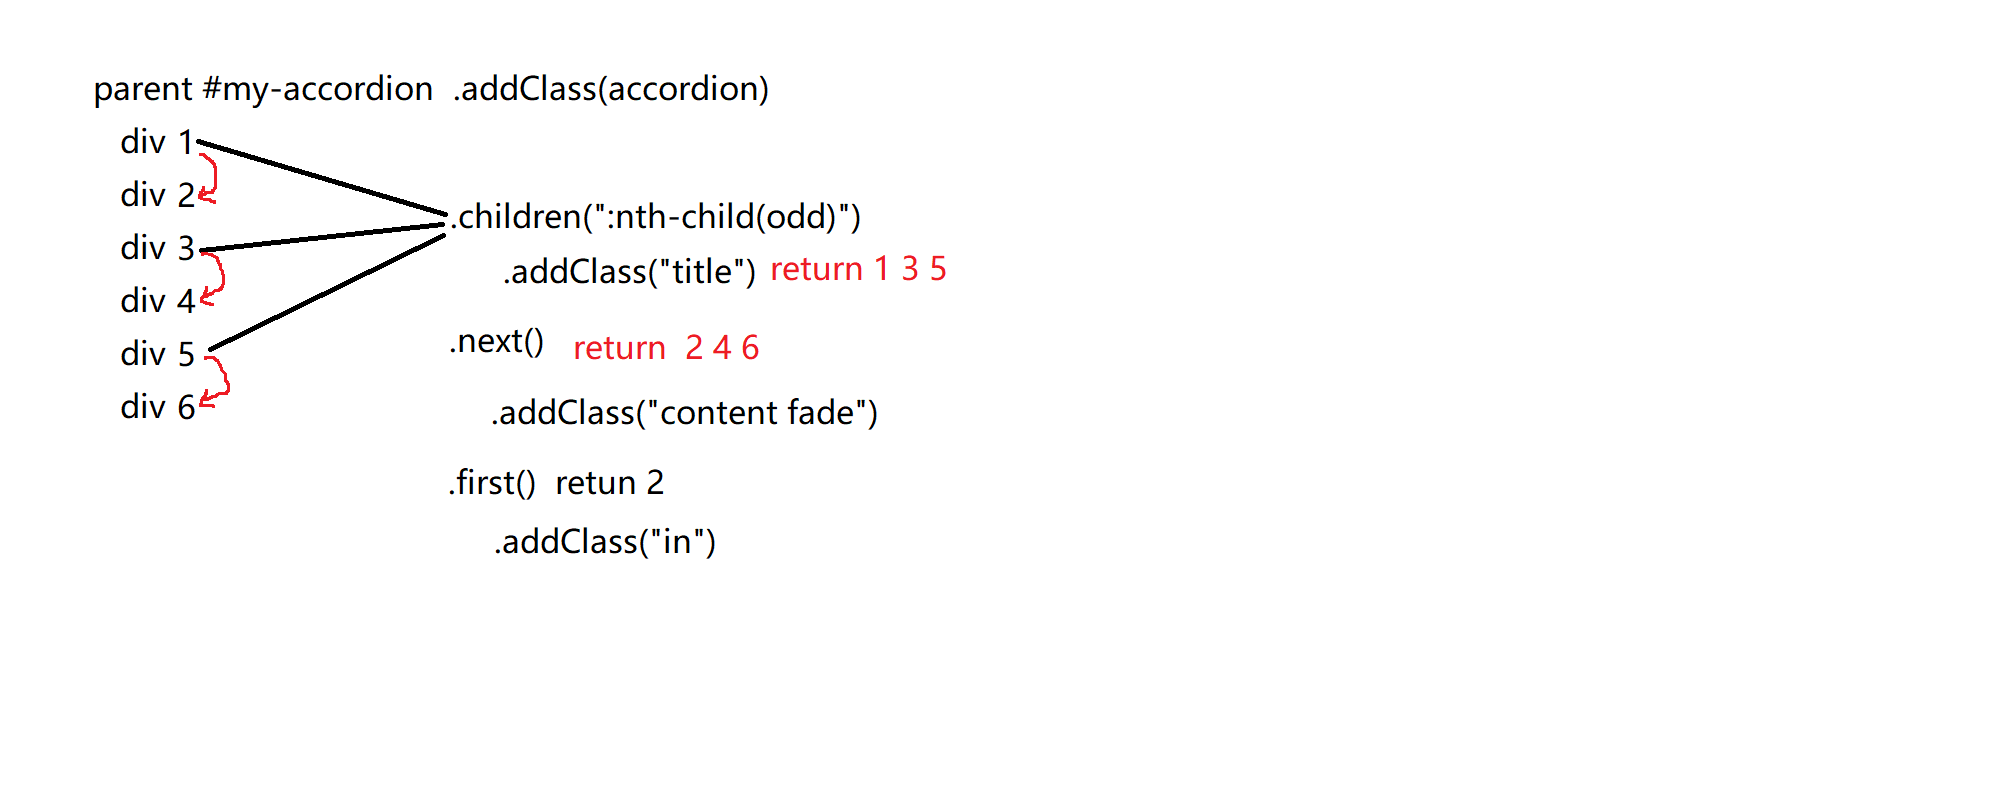 parent #my-accordion  .addClass(accordion)
div 1
div 2
.children(":nth-child(odd)")
div 3
.addClass("title") return 1 3 5
div 4
.next() return  2 4 6
div 5
div 6
.addClass("content fade")
.first()  retun 2
.addClass("in")